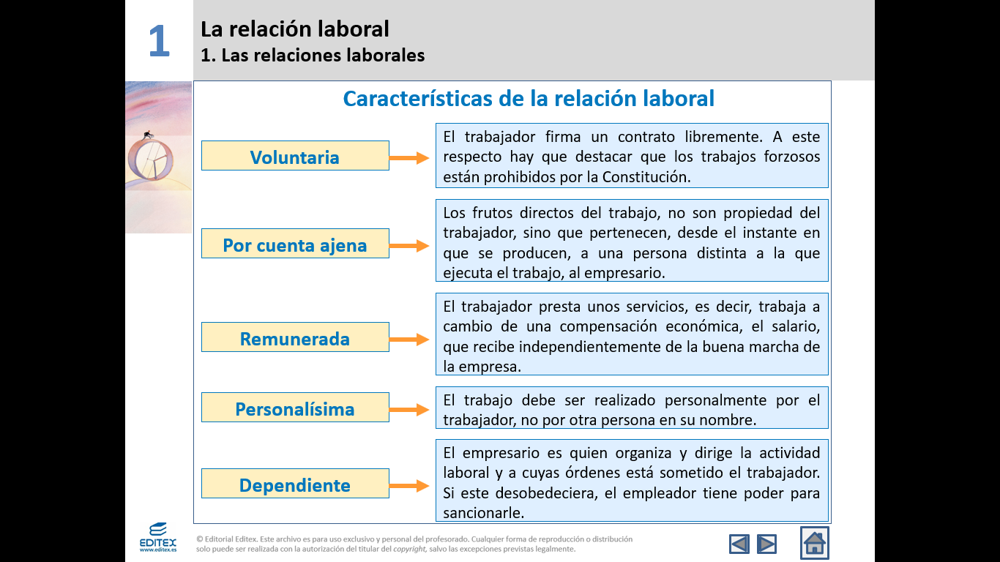 1
La relación laboral
1. Las relaciones laborales
Características de la relación laboral
Voluntaria
El trabajador firma un contrato libremente. A este
respecto hay que destacar que los trabajos forzosos
están prohibidos por la Constitución.
Por cuenta ajena
Los frutos directos del trabajo, no son propiedad del
trabajador, sino que pertenecen, desde el instante en
que se producen, a una persona distinta a la que
ejecuta el trabajo, al empresario.
Remunerada
El trabajador presta unos servicios, es decir, trabaja a
cambio de una compensación económica, el salario,
que recibe independientemente de la buena marcha de
la empresa.
Personalísima
El trabajo debe ser realizado personalmente por el
trabajador, no por otra persona en su nombre.
Dependiente
El empresario es quien organiza y dirige la actividad
laboral y a cuyas órdenes está sometido el trabajador.
Si este desobedeciera, el empleador tiene poder para
sancionarle.
EDITEX
www.editex.es
© Editorial Editex. Este archivo es para uso exclusivo y personal del profesorado. Cualquier forma de reproducción o distribución
solo puede ser realizada con la autorización del titular del copyright, salvo las excepciones previstas legalmente.